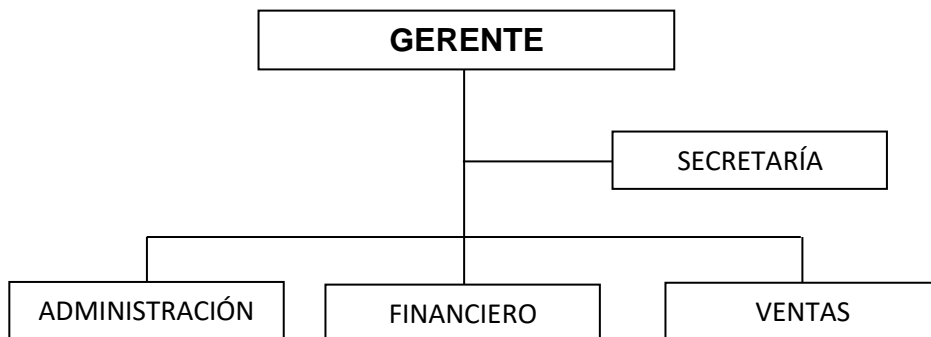 GERENTE
SECRETARÍA
ADMINISTRACIÓN
FINANCIERO
VENTAS